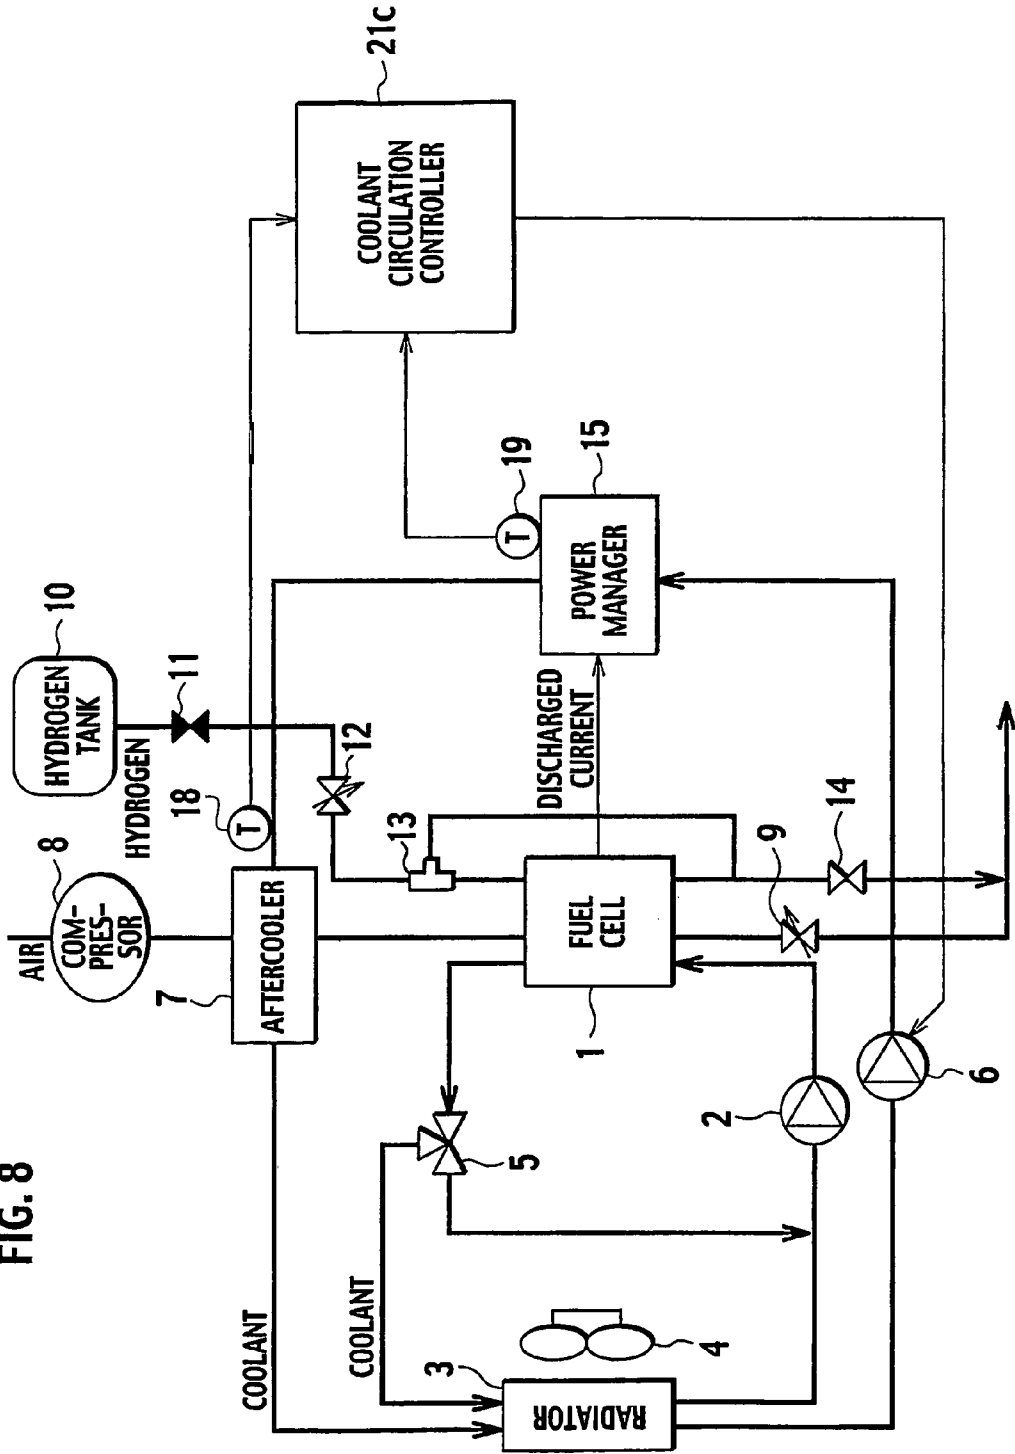 FIG. 8
AIR
COM-
PRES-
SOR
8
HYDROGEN
TANK
10
HYDROGEN
11
18
T
7
AFTERCOOLER
COOLANT
12
13
COOLANT
5
3
RADIATOR
4
FUEL
CELL
1
2
6
9
14
DISCHARGED
CURRENT
POWER
MANAGER
15
T
19
COOLANT
CIRCULATION
CONTROLLER
21c